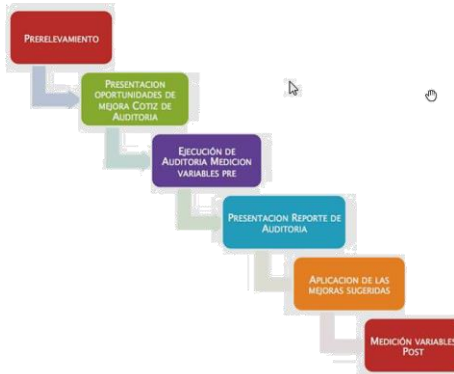 PRERELEVAMIENTO
PRESENTACION
OPORTUNIDADES DE
MEJORA COTIZ DE
AUDITORIA
EJECUCIÓN DE
AUDITORIA MEDICION
VARIABLES PRE
PRESENTACION REPORTE DE
AUDITORIA
APLICACION DE LAS
MEJORAS SUGERIDAS
MEDICIÓN VARIABLES
POST